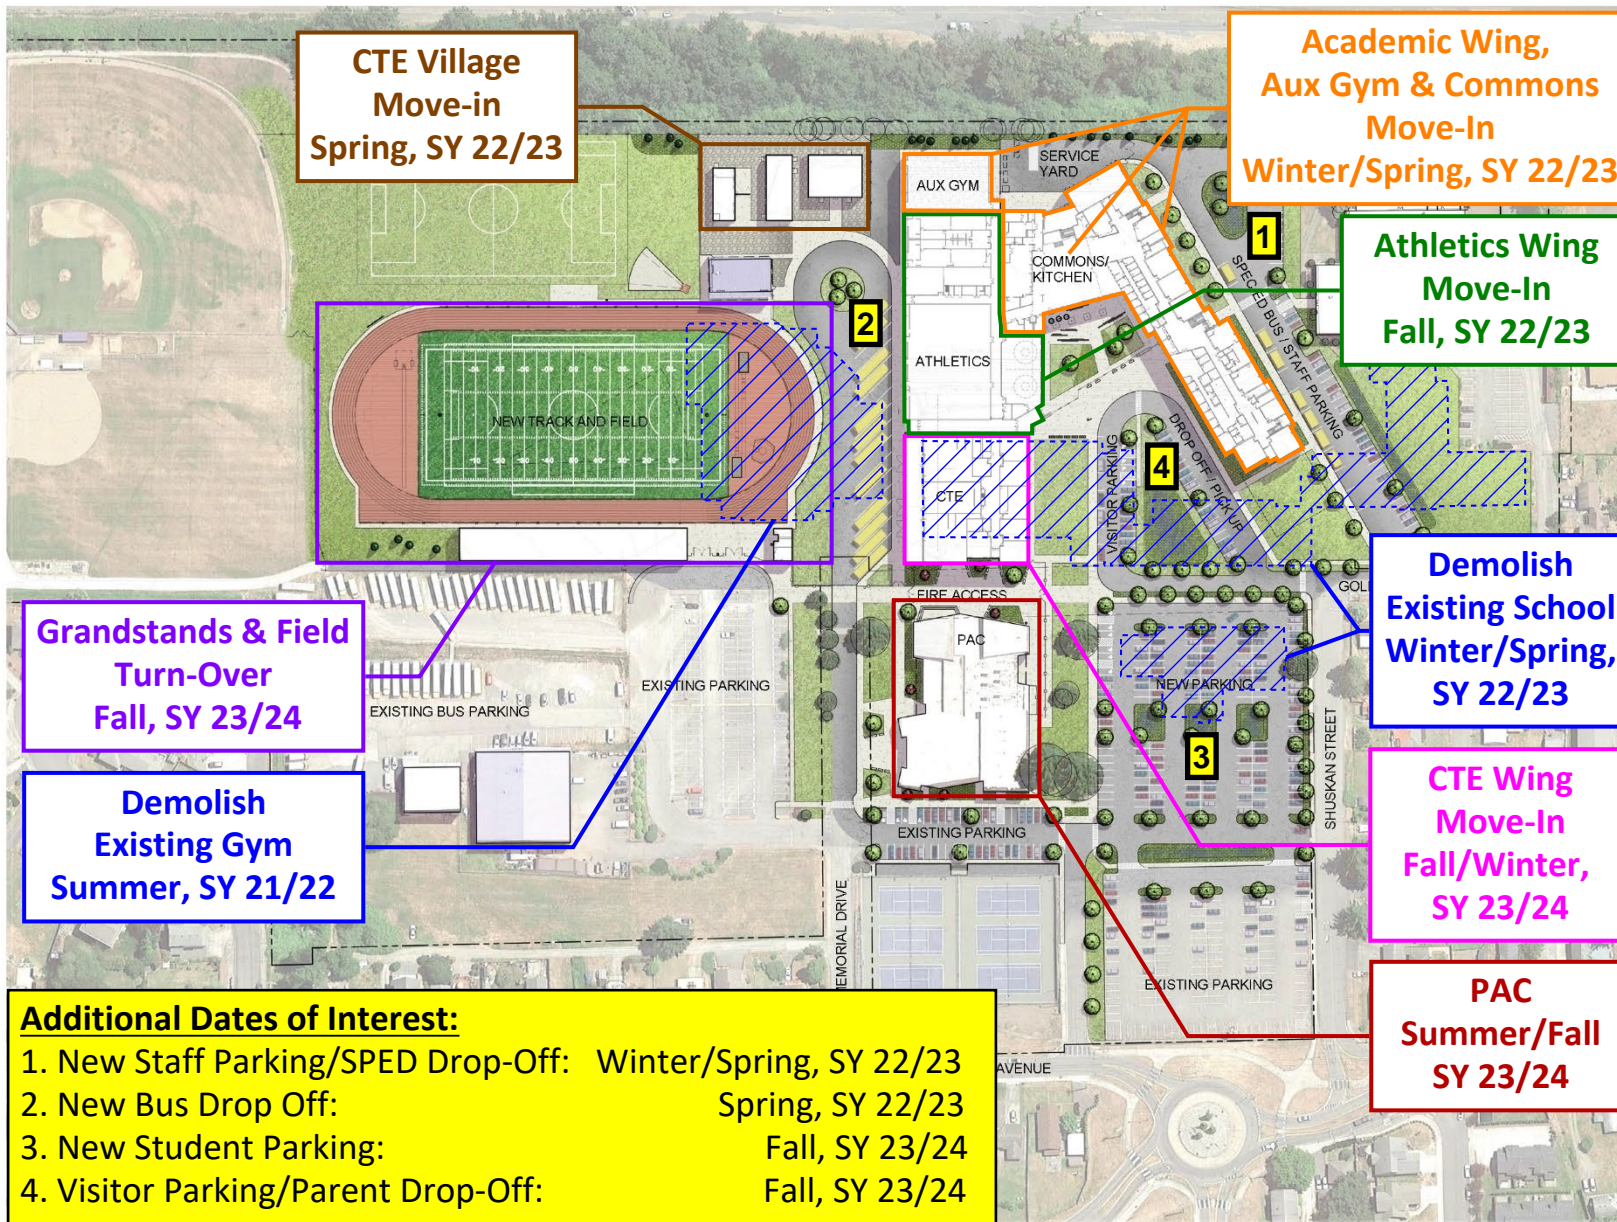 CTE Village
Move-in
Spring, SY 22/23
Academic Wing,
Aux Gym & Commons
Move-In
Winter/Spring, SY 22/23
Athletics Wing
Move-In
Fall, SY 22/23
SERVICE
YARD
AUX GYM
COMMONS/
KITCHEN
1
SPECED BUS / STAFF PARKING
2
ATHLETICS
NEW TRACK AND FIELD
DROP OFF / PICK UP
4
VISITOR PARKING
CTE
Demolish
Existing School
Winter/Spring,
SY 22/23
FIRE ACCESS
PAC
Grandstands & Field
Turn-Over
Fall, SY 23/24
EXISTING PARKING
EXISTING BUS PARKING
NEW PARKING
3
SHUSKAN STREET
Demolish
Existing Gym
Summer, SY 21/22
CTE Wing
Move-In
Fall/Winter,
SY 23/24
EXISTING PARKING
MEMORIAL DRIVE
EXISTING PARKING
PAC
Summer/Fall
SY 23/24
AVENUE
Additional Dates of Interest:
1. New Staff Parking/SPED Drop-Off: Winter/Spring, SY 22/23
2. New Bus Drop Off: Spring, SY 22/23
3. New Student Parking: Fall, SY 23/24
4. Visitor Parking/Parent Drop-Off: Fall, SY 23/24